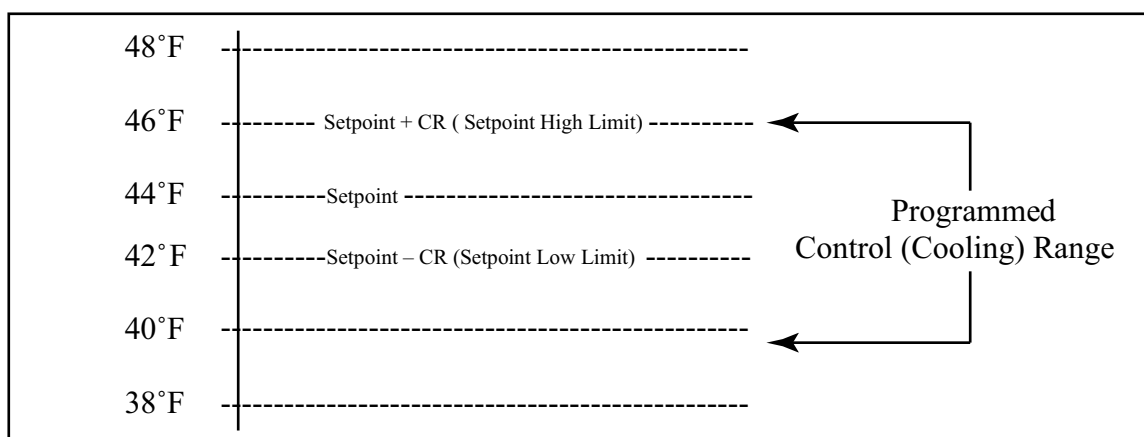 48˚F
46˚F Setpoint + CR ( Setpoint High Limit)
44˚F Setpoint
42˚F Setpoint – CR (Setpoint Low Limit)
40˚F
38˚F
Programmed
Control (Cooling) Range